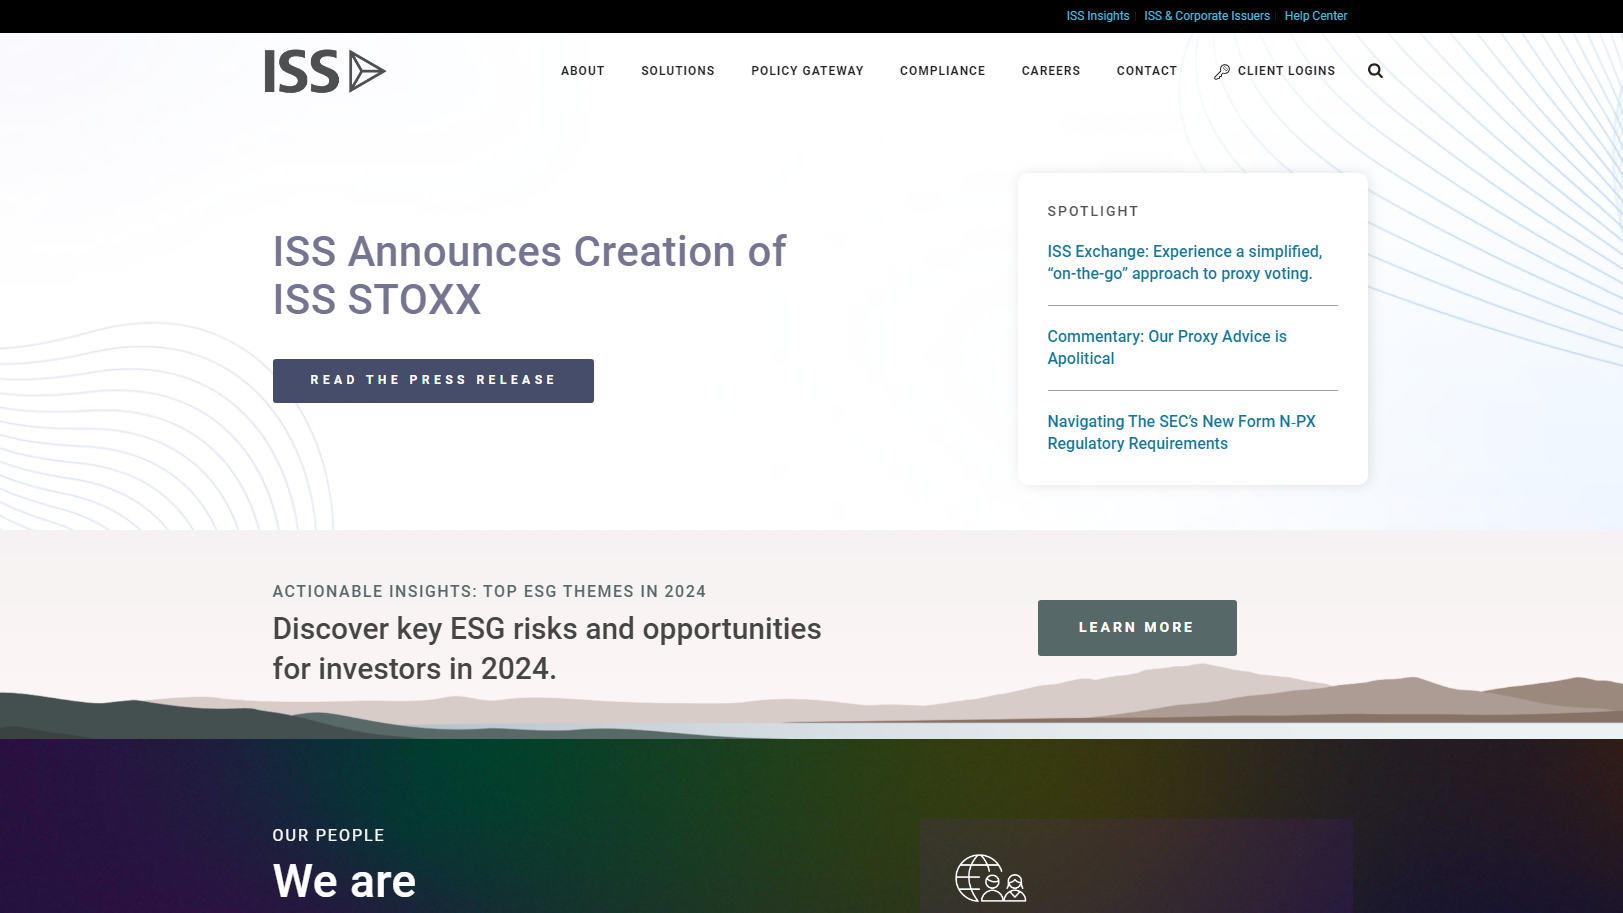 ISS Insights
ISS & Corporate Issuers
Help Center
ISS
ABOUT
SOLUTIONS
POLICY GATEWAY
COMPLIANCE
CAREERS
CONTACT
CLIENT LOGINS
ISS Announces Creation of
ISS STOXX
READ THE PRESS RELEASE
SPOTLIGHT
ISS Exchange: Experience a simplified,
“on-the-go” approach to proxy voting.
Commentary: Our Proxy Advice is
Apolitical
Navigating The SEC’s New Form N-PX
Regulatory Requirements
ACTIONABLE INSIGHTS: TOP ESG THEMES IN 2024
Discover key ESG risks and opportunities
for investors in 2024.
LEARN MORE
OUR PEOPLE
We are